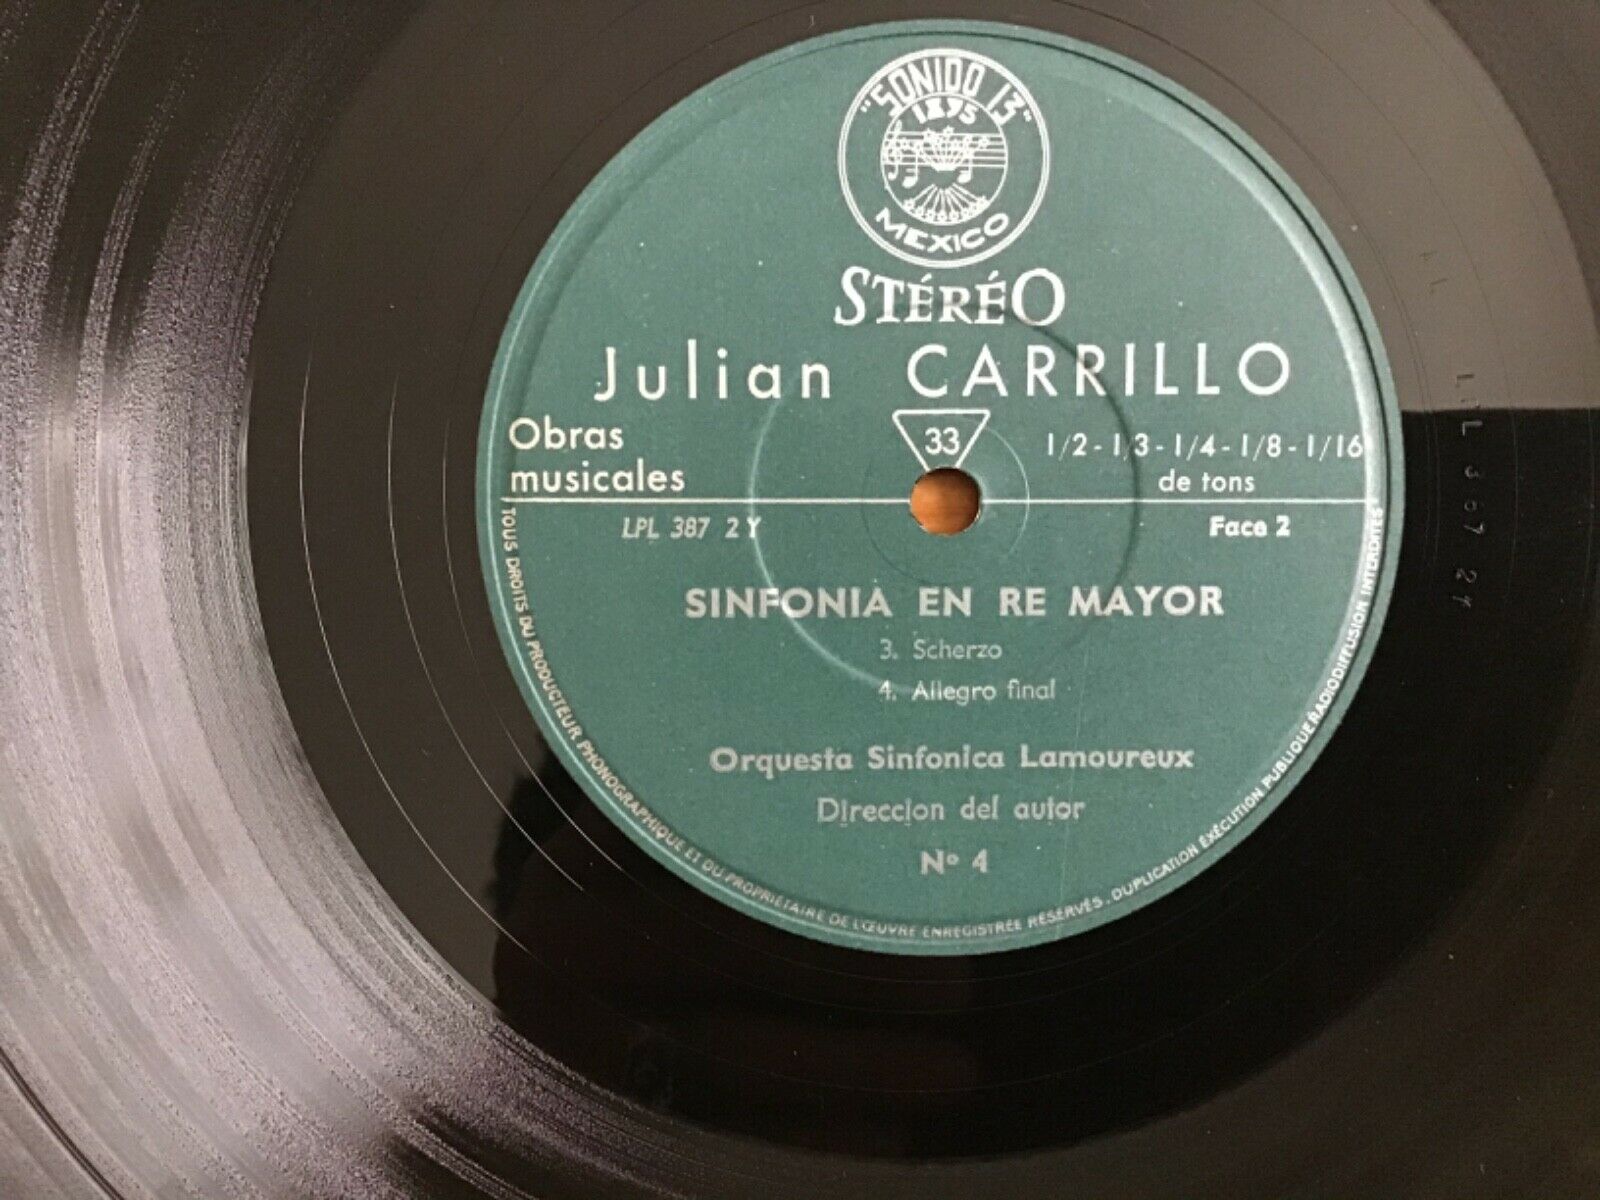 "SONIDO 13"
1895
MEXICO
STÉRÉO
Julian CARRILLO
Obras
musicales
33
1/2-1/3-1/4-1/8-1/16
de tons
LPL 387 2 Y
Face 2
SINFONIA EN RE MAYOR
3. Scherzo
4. Allegro final
Orquesta Sinfonica Lamoureux
Direccion del autor
Nº 4
TOUS DROITS DU PRODUCTEUR PHONOGRAPHIQUE ET DU PROPRIÉTAIRE DE L'ŒUVRE ENREGISTRÉE RÉSERVÉS. DUPLICATION EXÉCUTION PUBLIQUE RADIODIFFUSION INTERDITES